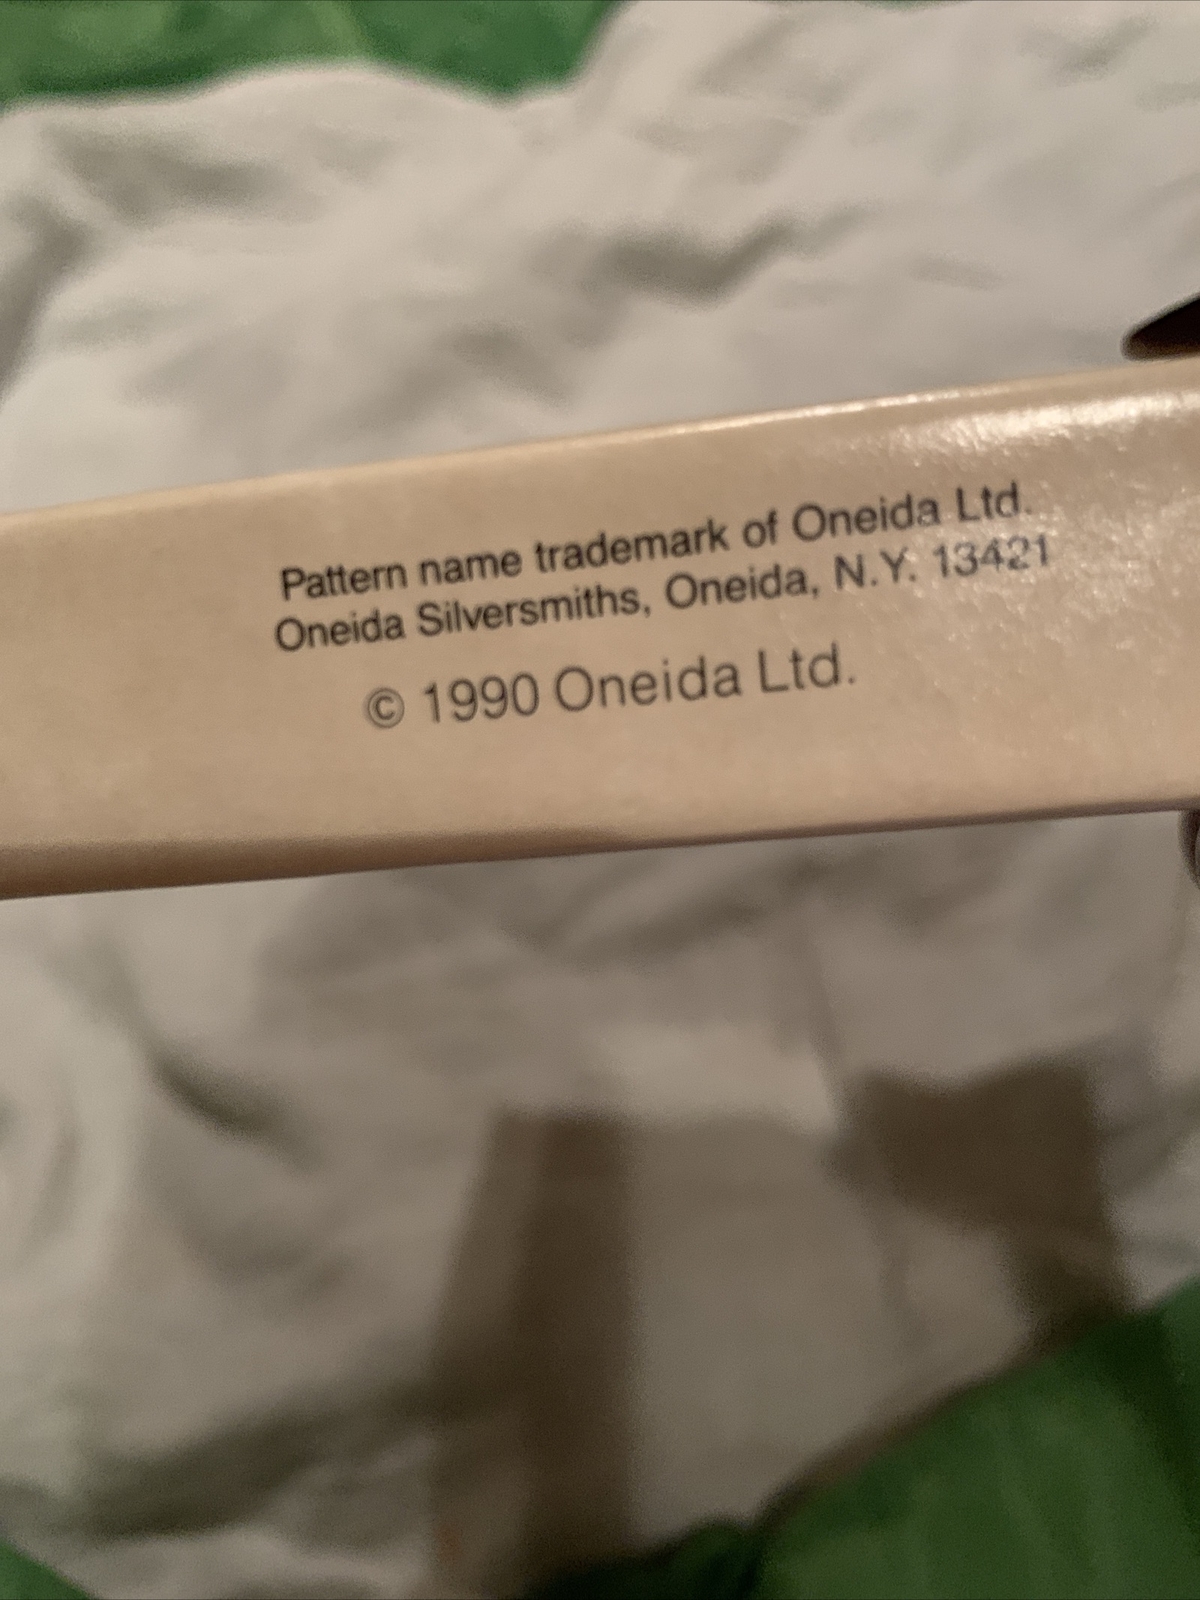 Pattern name trademark of Oneida Ltd.
Oneida Silversmiths, Oneida, N.Y. 13421
© 1990 Oneida Ltd.